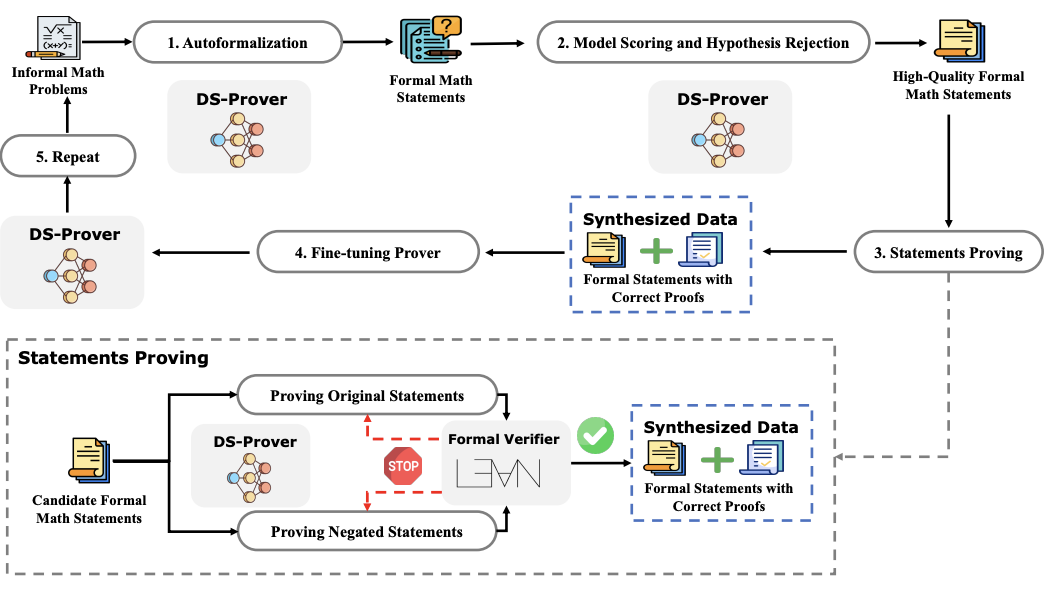 √x
(x+y)=
Informal Math
Problems
1. Autoformalization
?
Formal Math
Statements
2. Model Scoring and Hypothesis Rejection
High-Quality Formal
Math Statements
DS-Prover
DS-Prover
5. Repeat
DS-Prover
4. Fine-tuning Prover
Synthesized Data
Formal Statements with
Correct Proofs
3. Statements Proving
Statements Proving
Candidate Formal
Math Statements
Proving Original Statements
DS-Prover
STOP
Proving Negated Statements
Formal Verifier
L∃∀N
Synthesized Data
Formal Statements with
Correct Proofs